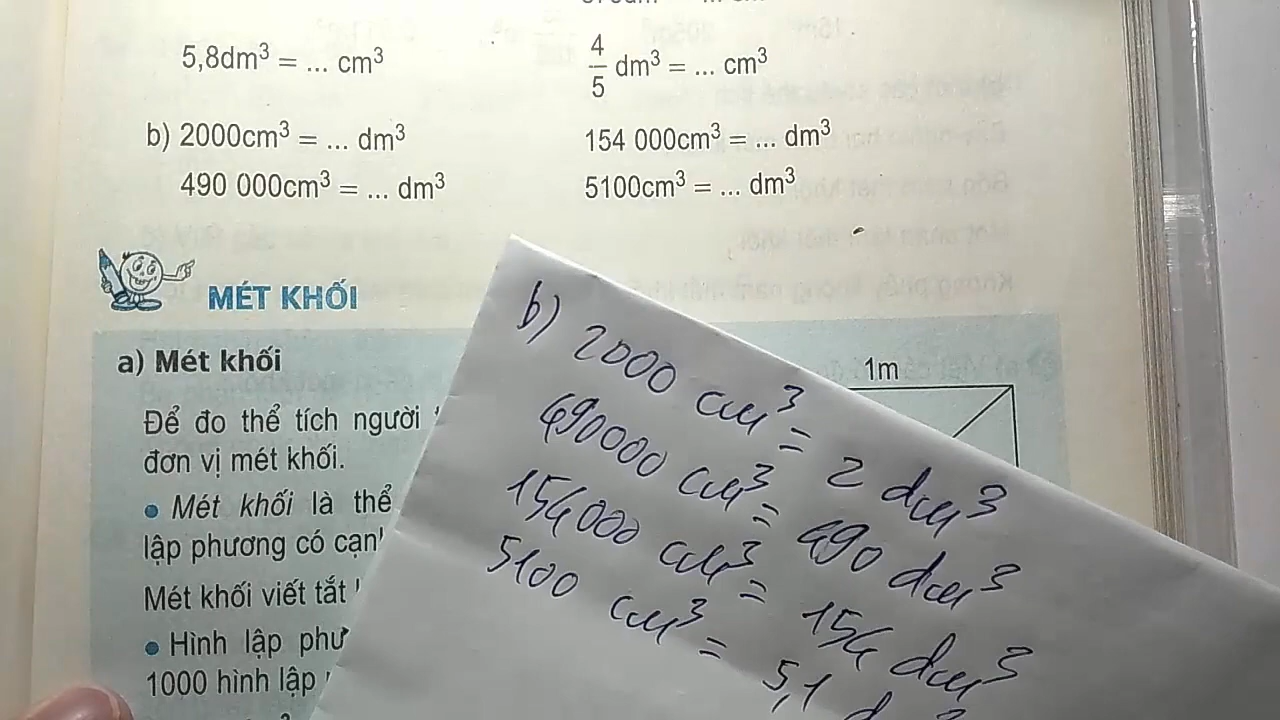 5,8dm³ = ... cm³
4/5 dm³ = ... cm³
b) 2000cm³ = ... dm³
154 000cm³ = ... dm³
490 000cm³ = ... dm³
5100cm³ = ... dm³
MÉT KHỐI
a) Mét khối
Để đo thể tích người
đơn vị mét khối.
• Mét khối là thể
lập phương có cạn
Mét khối viết tắt
• Hình lập phư
1000 hình lập
1m
b) 2000 cm³ = 2 dm³
490000 cm³ = 490 dm³
154000 cm³ = 154 dm³
5100 cm³ = 5,1 d